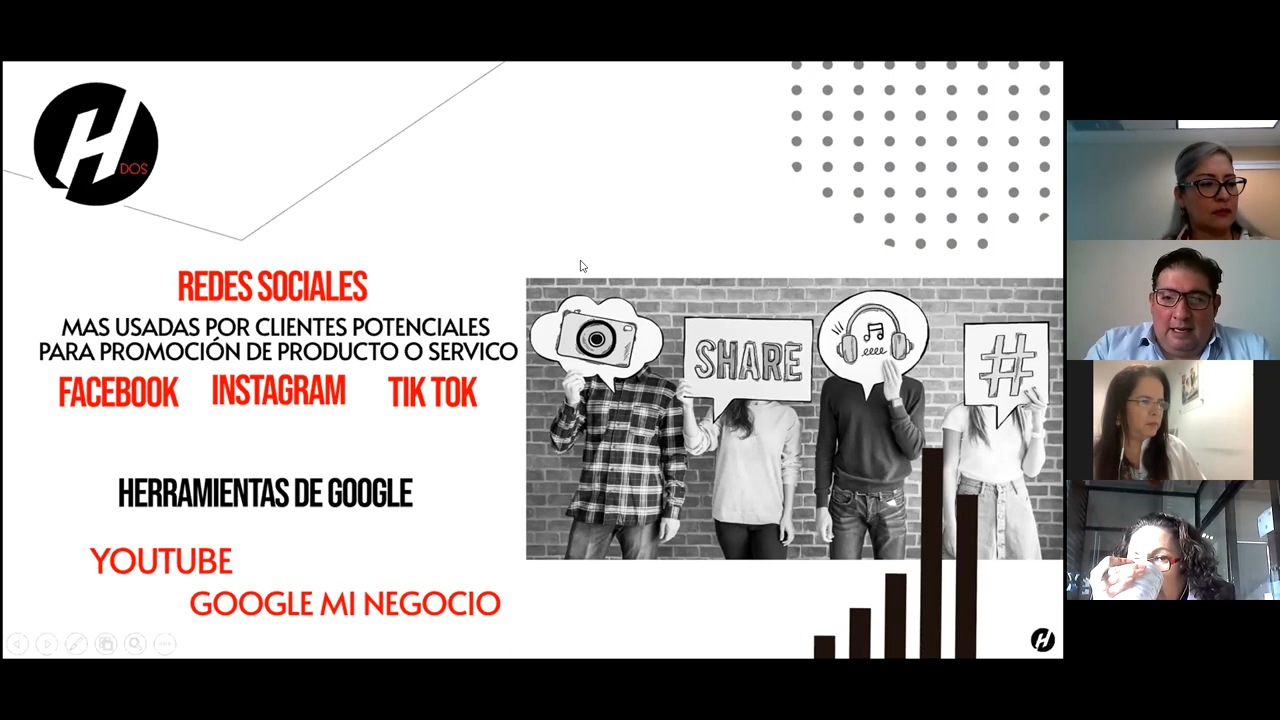 H
DOS
REDES SOCIALES
MAS USADAS POR CLIENTES POTENCIALES
PARA PROMOCIÓN DE PRODUCTO O SERVICO
FACEBOOK INSTAGRAM TIK TOK
SHARE
#
HERRAMIENTAS DE GOOGLE
YOUTUBE
GOOGLE MI NEGOCIO
H